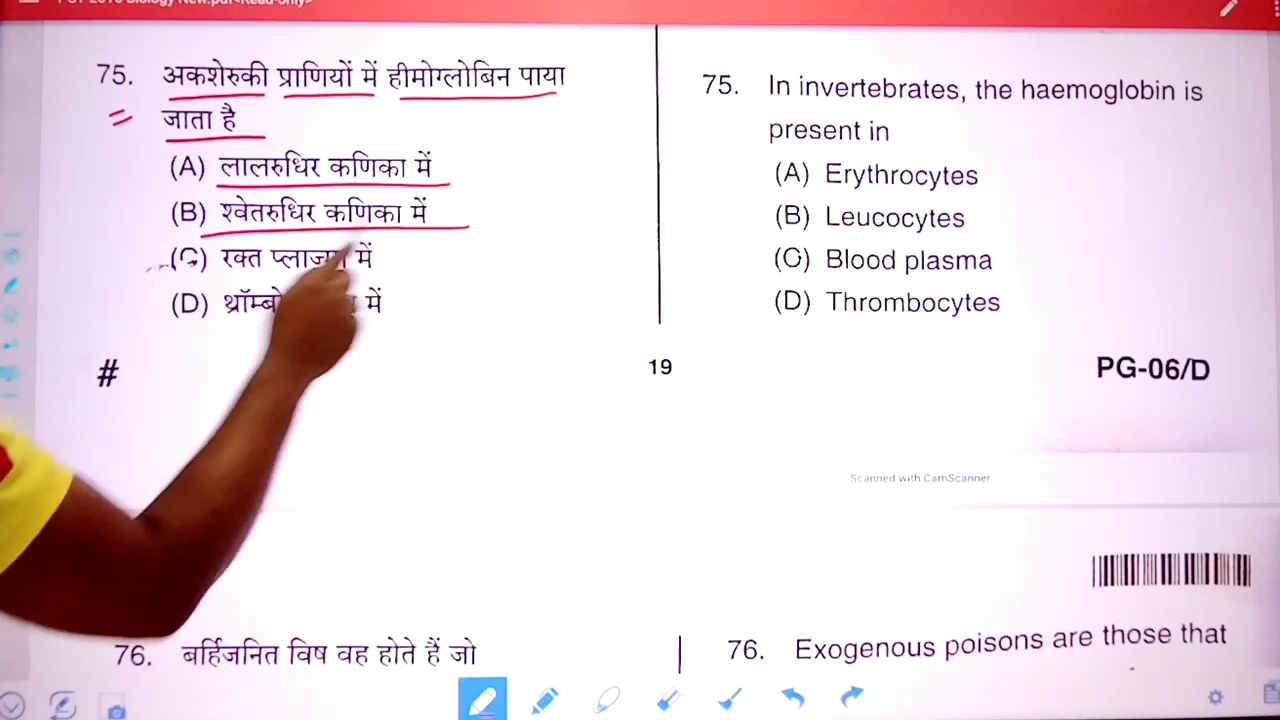 75. अकशेरुकी प्राणियों में हीमोग्लोबिन पाया
जाता है
(A) लालरुधिर कणिका में
(B) श्वेतरुधिर कणिका में
(C) रक्त में
(D) में
75. In invertebrates, the haemoglobin is
present in
(A) Erythrocytes
(B) Leucocytes
(C) Blood plasma
(D) Thrombocytes
#
19
PG-06/D
Scanned with CamScanner
76. बर्हिजनित विष वह होते हैं जो
76. Exogenous poisons are those that